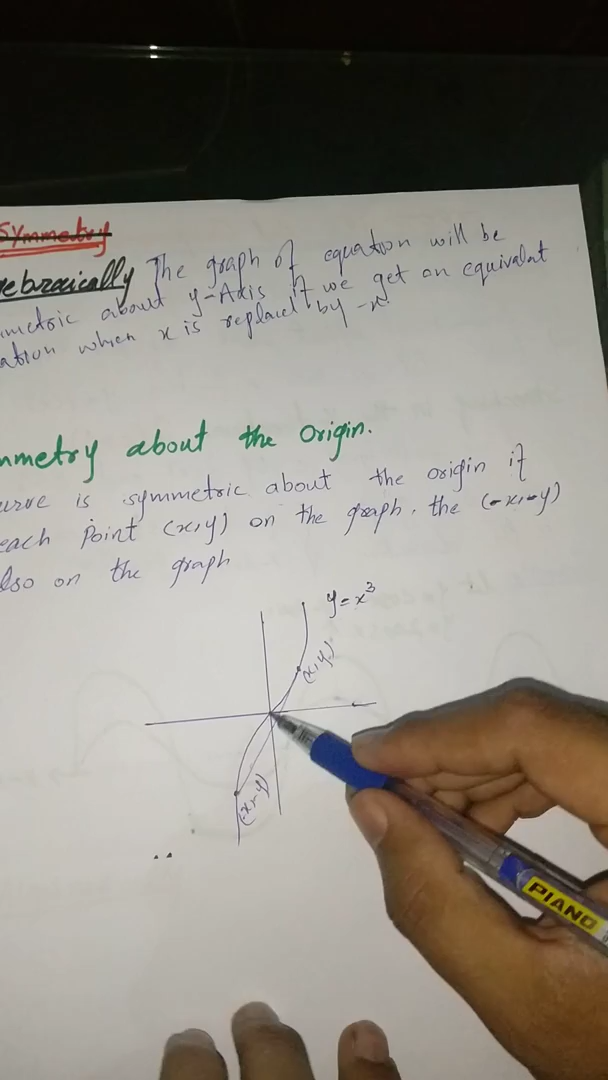 Symmetry
ebraically The graph of equation will be
mmetric about y-Axis if we get an equivalent
ation when x is replaced by -x
mmetry about the Origin.
urve is symmetric about the origin if
each Point (x,y) on the graph, the (-x,-y)
lso on the graph
y=x³
(x,y)
(-x,-y)
PIANO